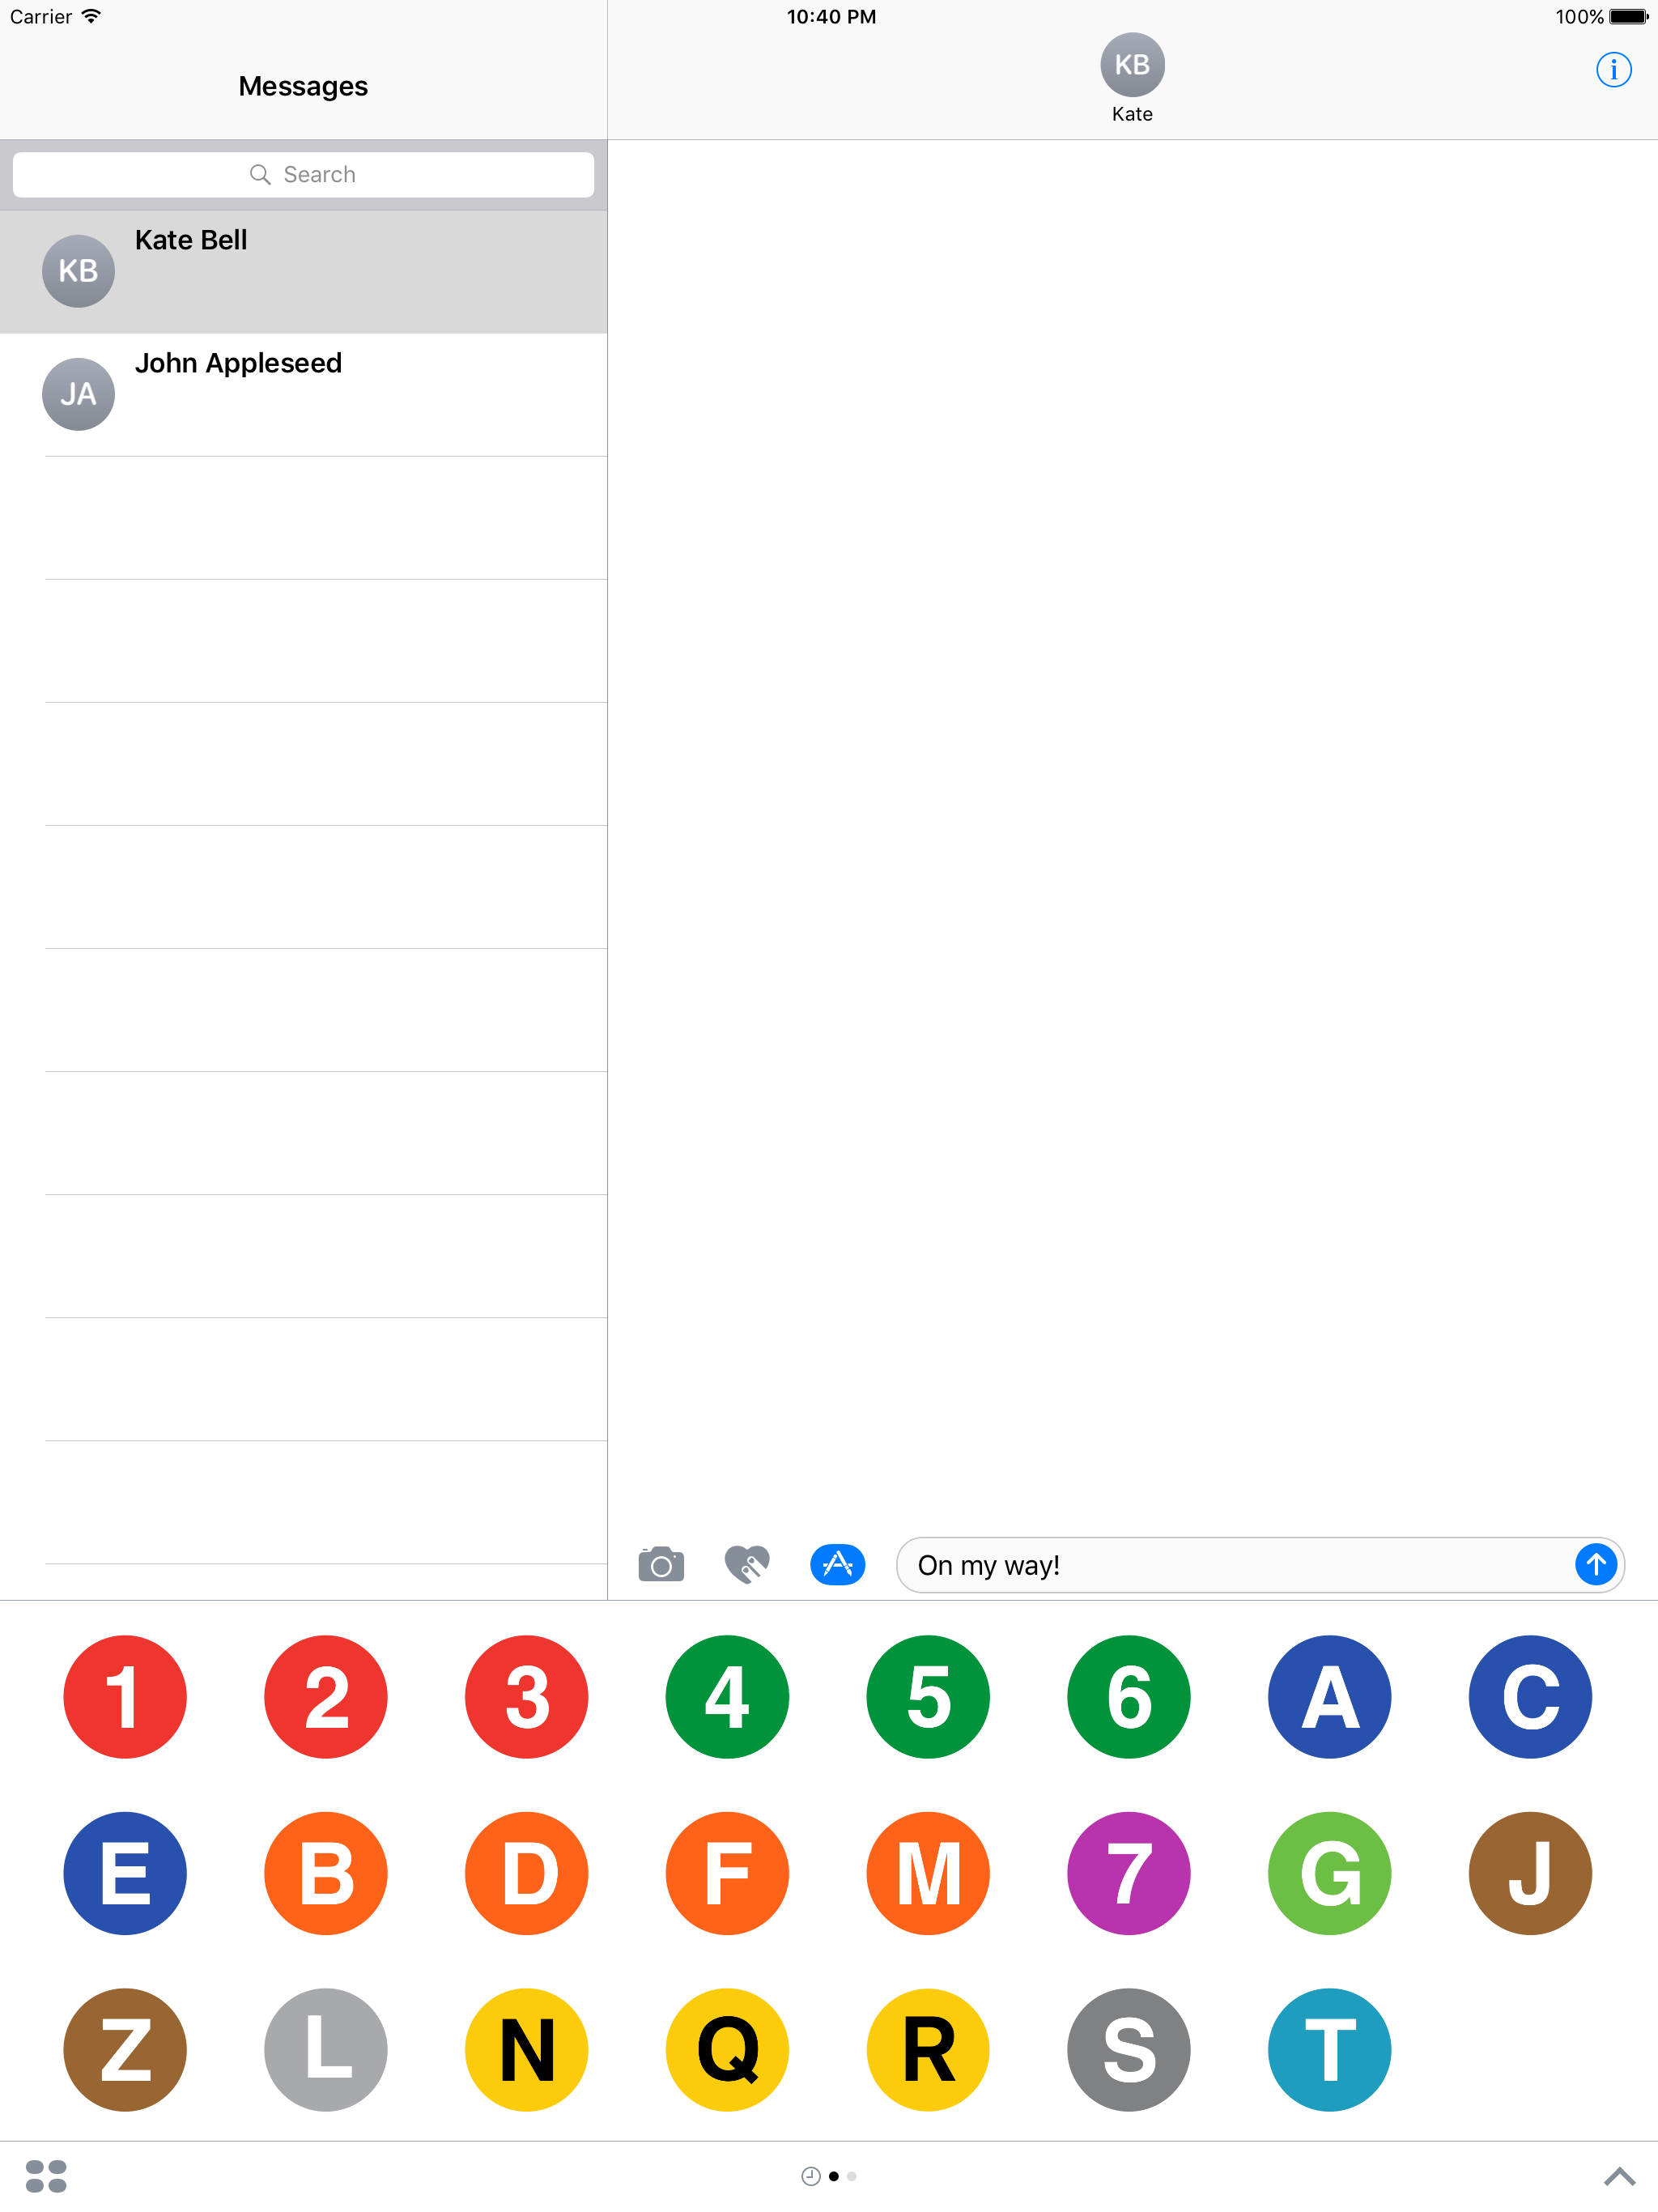 Carrier 10:40 PM 100%
Messages
KB
Kate
i
Search
KB Kate Bell
JA John Appleseed
On my way!
1 2 3 4 5 6 A C
E B D F M 7 G J
Z L N Q R S T